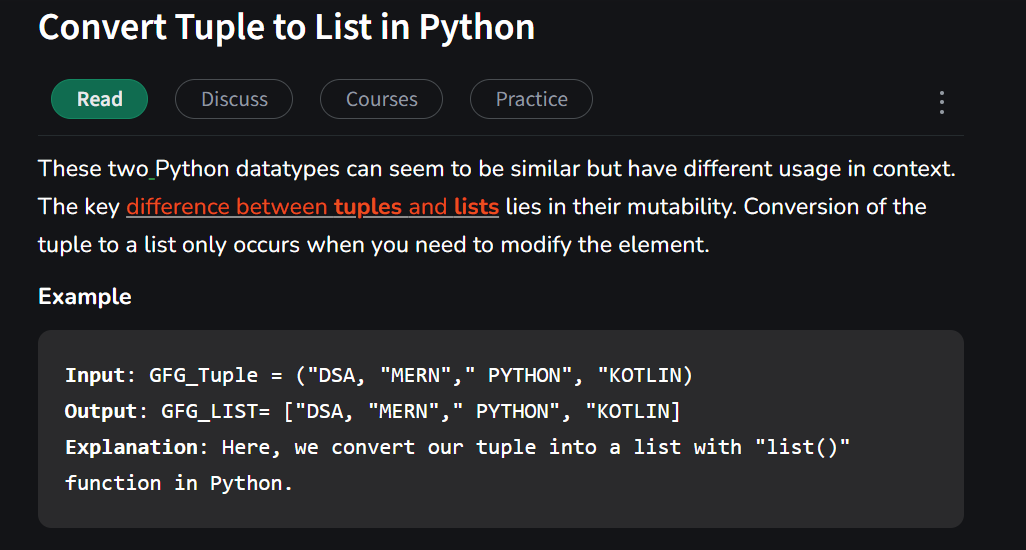 Convert Tuple to List in Python
Read Discuss Courses Practice
These two Python datatypes can seem to be similar but have different usage in context.
The key difference between tuples and lists lies in their mutability. Conversion of the
tuple to a list only occurs when you need to modify the element.
Example
Input: GFG_Tuple = ("DSA, "MERN"," PYTHON", "KOTLIN)
Output: GFG_LIST= ["DSA, "MERN"," PYTHON", "KOTLIN]
Explanation: Here, we convert our tuple into a list with "list()"
function in Python.